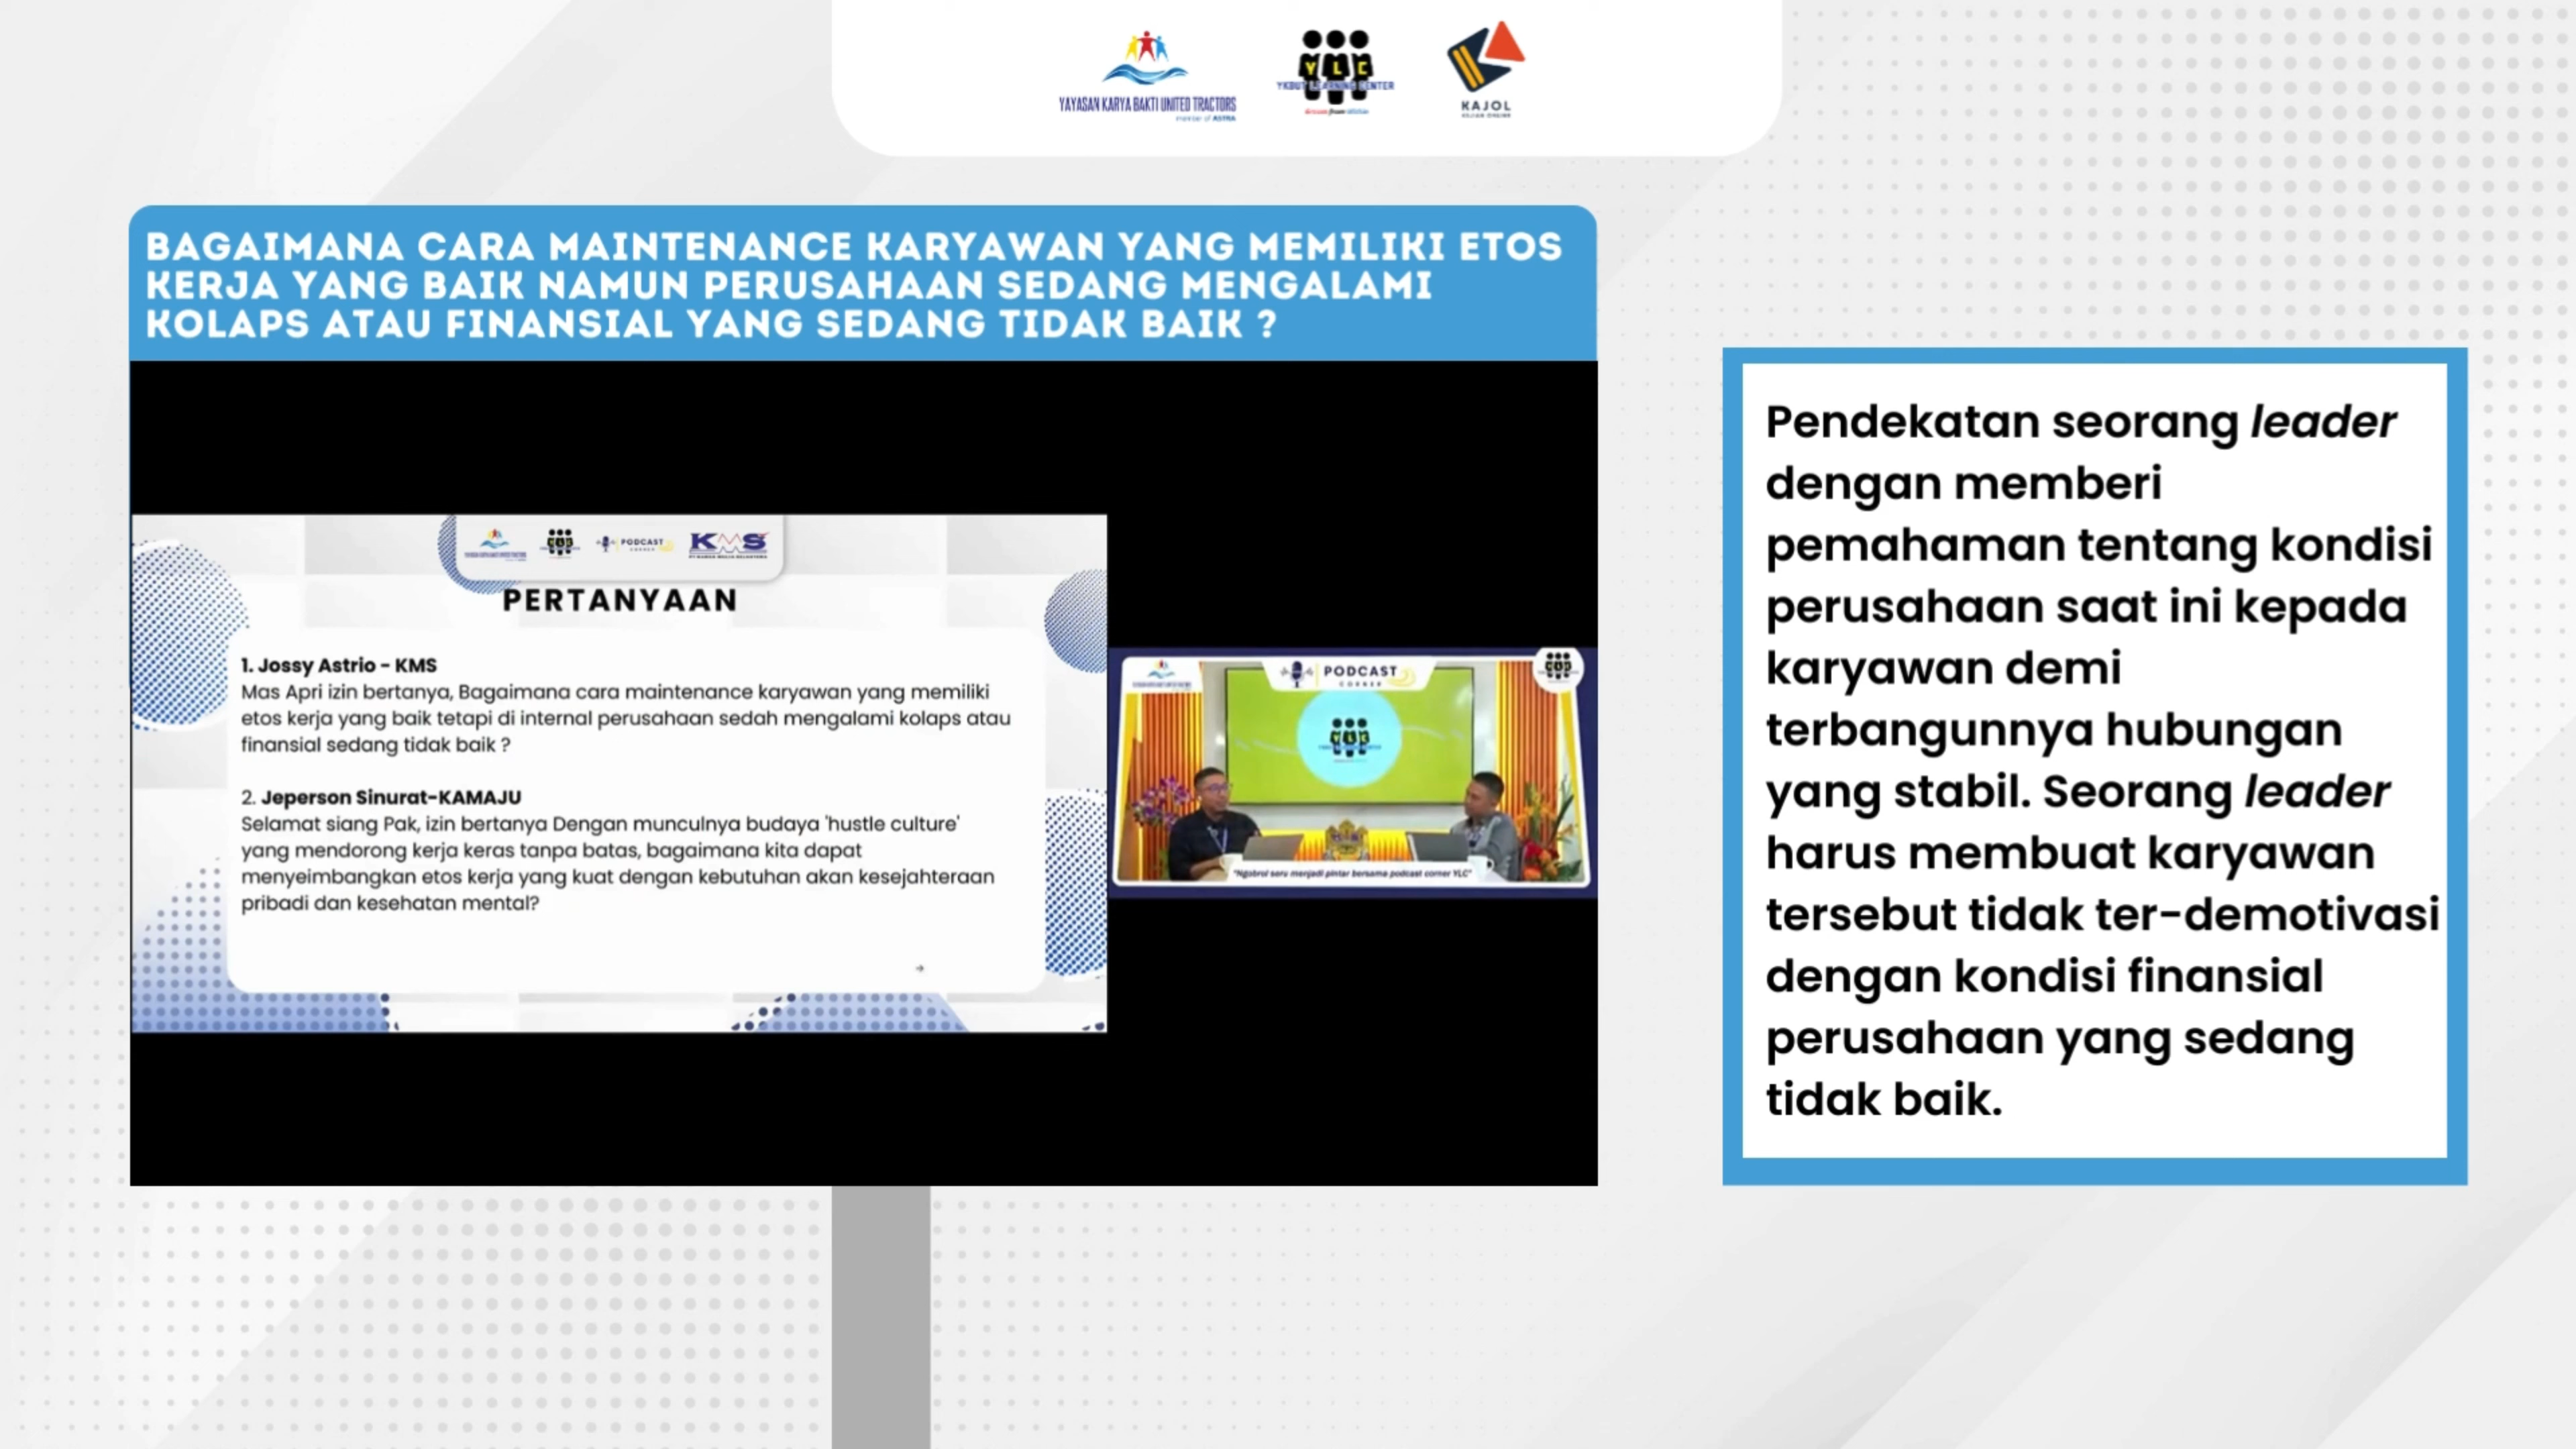 YAYASAN KARYA BAKTI UNITED TRACTORS
member of ASTRA
YLC
YKBUT LEARNING CENTER
KAJOL
KAJIAN ONLINE
BAGAIMANA CARA MAINTENANCE KARYAWAN YANG MEMILIKI ETOS
KERJA YANG BAIK NAMUN PERUSAHAAN SEDANG MENGALAMI
KOLAPS ATAU FINANSIAL YANG SEDANG TIDAK BAIK ?
PODCAST
CORNER
KMS
PERTANYAAN
1. Jossy Astrio - KMS
Mas Apri izin bertanya, Bagaimana cara maintenance karyawan yang memiliki
etos kerja yang baik tetapi di internal perusahaan sedah mengalami kolaps atau
finansial sedang tidak baik ?
2. Jeperson Sinurat-KAMAJU
Selamat siang Pak, izin bertanya Dengan munculnya budaya 'hustle culture'
yang mendorong kerja keras tanpa batas, bagaimana kita dapat
menyeimbangkan etos kerja yang kuat dengan kebutuhan akan kesejahteraan
pribadi dan kesehatan mental?
PODCAST
CORNER
YLC
"Ngobrol seru menjadi pintar bersama podcast corner YLC"
Pendekatan seorang leader
dengan memberi
pemahaman tentang kondisi
perusahaan saat ini kepada
karyawan demi
terbangunnya hubungan
yang stabil. Seorang leader
harus membuat karyawan
tersebut tidak ter-demotivasi
dengan kondisi finansial
perusahaan yang sedang
tidak baik.